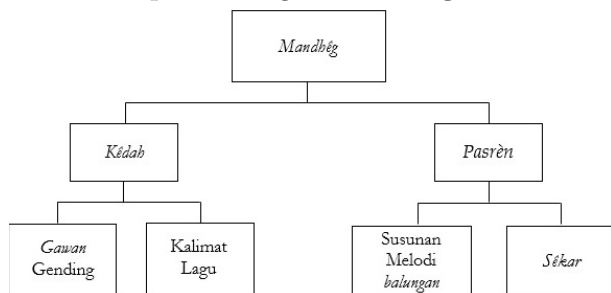 Mandhêg
Kêdah
Pasrèn
Gawan
Gending
Kalimat
Lagu
Susunan
Melodi
balungan
Sêkar